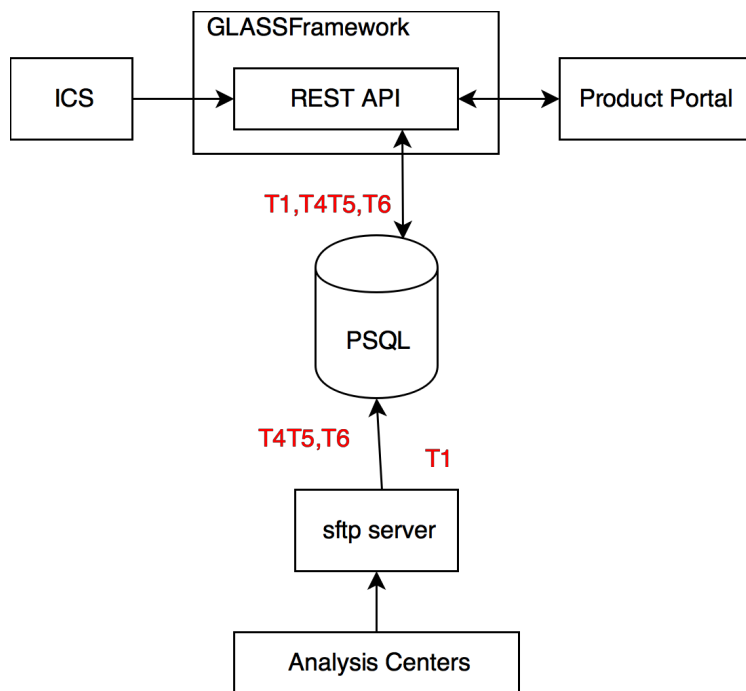 GLASSFramework
ICS
REST API
Product Portal
T1,T4T5,T6
PSQL
T4T5,T6
T1
sftp server
Analysis Centers